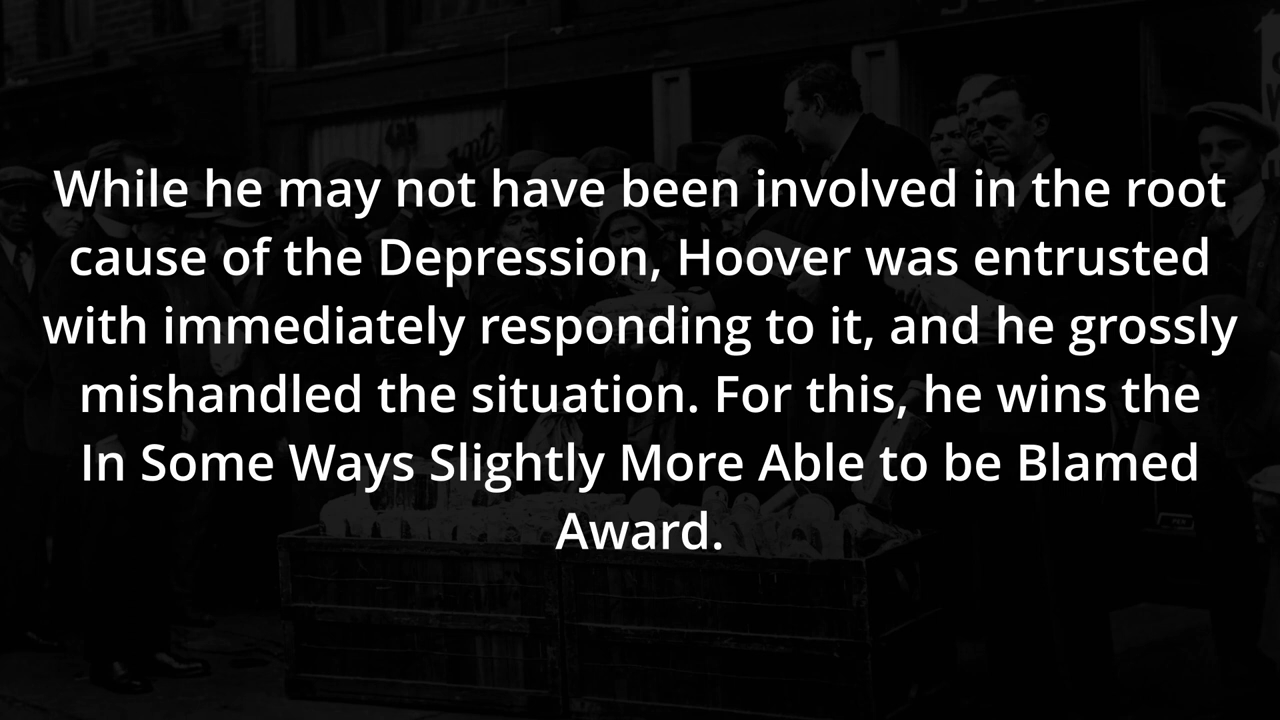 While he may not have been involved in the root
cause of the Depression, Hoover was entrusted
with immediately responding to it, and he grossly
mishandled the situation. For this, he wins the
In Some Ways Slightly More Able to be Blamed
Award.